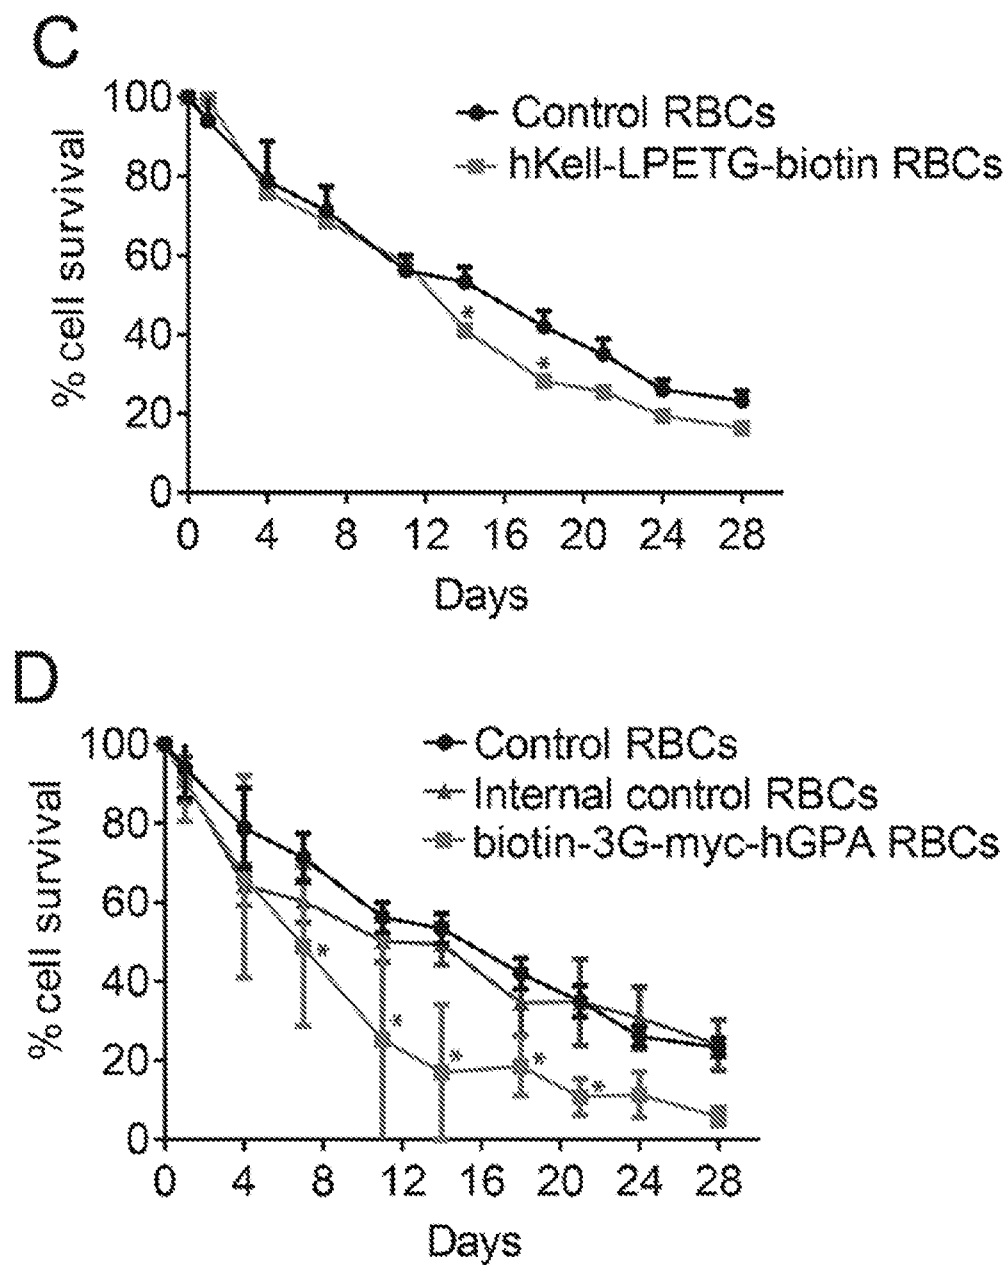 C
% cell survival
100
80
60
40
20
0
Control RBCs
hKell-LPETG-biotin RBCs
*
*
0 4 8 12 16 20 24 28
Days
D
% cell survival
100
80
60
40
20
0
Control RBCs
Internal control RBCs
biotin-3G-myc-hGPA RBCs
*
*
*
*
*
0 4 8 12 16 20 24 28
Days